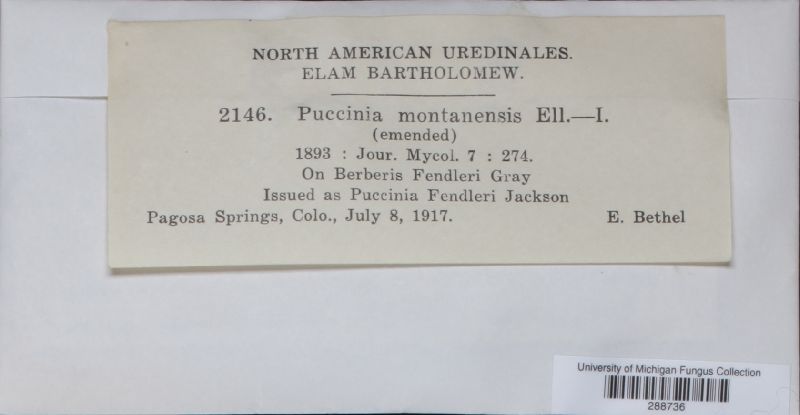 NORTH AMERICAN UREDINALES.
ELAM BARTHOLOMEW.
2146. Puccinia montanensis Ell.—I.
(emended)
1893 : Jour. Mycol. 7 : 274.
On Berberis Fendleri Gray
Issued as Puccinia Fendleri Jackson
Pagosa Springs, Colo., July 8, 1917. E. Bethel
University of Michigan Fungus Collection
288736